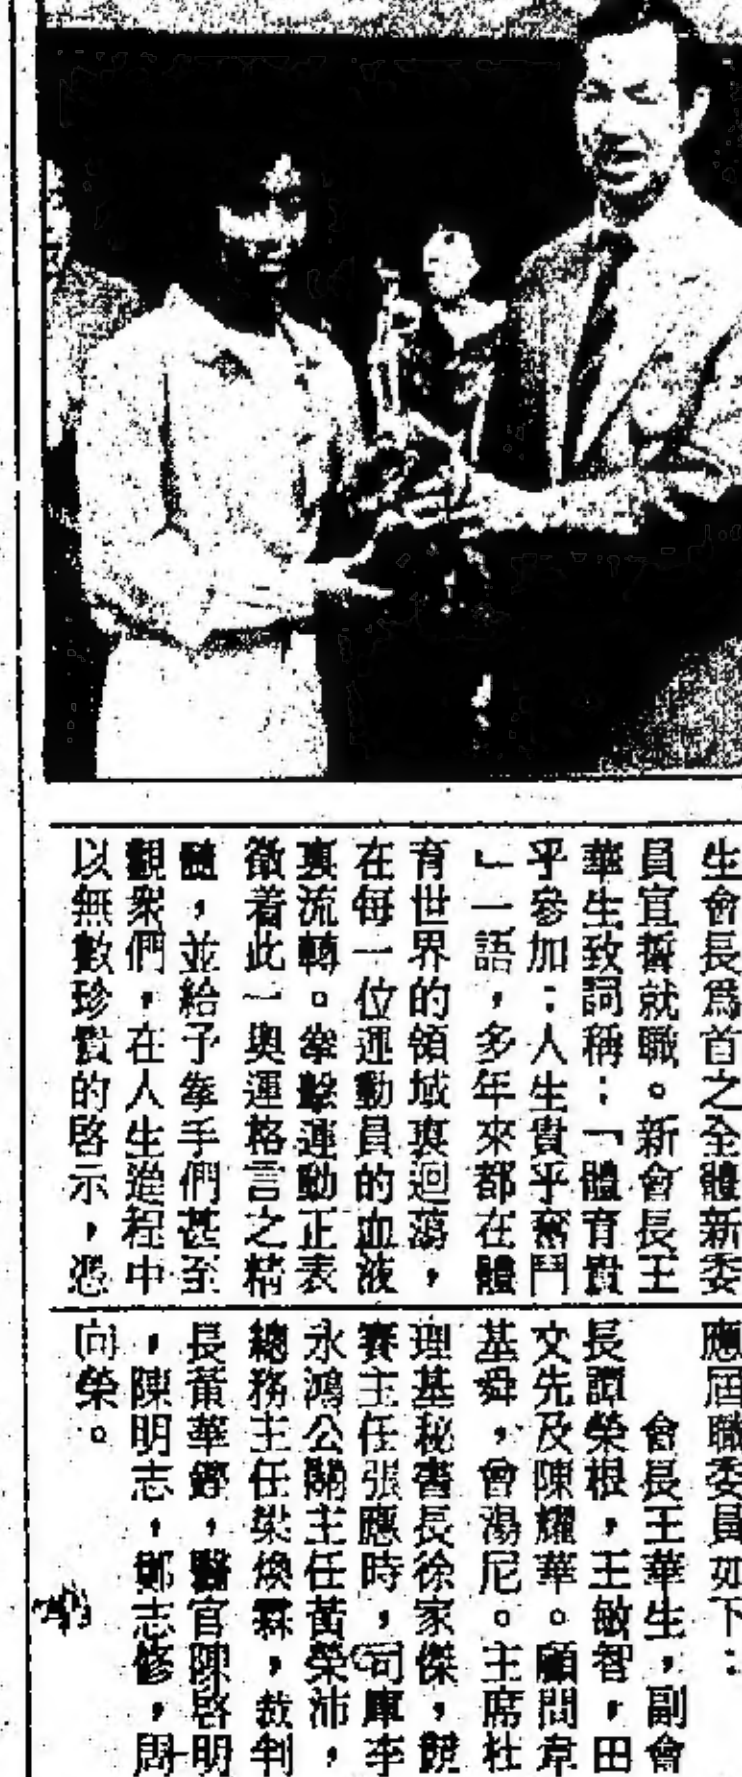 生會長爲首之全體新委
員宣誓就職。新會長王
華生致詞稱：「體育貴
乎參加；人生貴乎奮鬥
」一語，多年來都在體
育世界的領域裏迴蕩，
在每一位運動員的血液
裏流轉。拳擊運動正表
徵着此一奧運格言之精
髓，並給予拳手們甚至
觀衆們，在人生進程中
以無數珍貴的啓示，
應屆職委員如下：
會長王華生，副會
長譚榮根，王敏智，田
文先及陳耀華。顧問韋
基舜，曾湯尼。主席杜
理基秘書長徐家傑，競
賽主任張應時，司庫李
永鴻公關主任黃榮沛，
總務主任梁煥霖，裁判
長黃華鏗，醫官陳啓明
，陳明志，鄭志修，周
向榮。